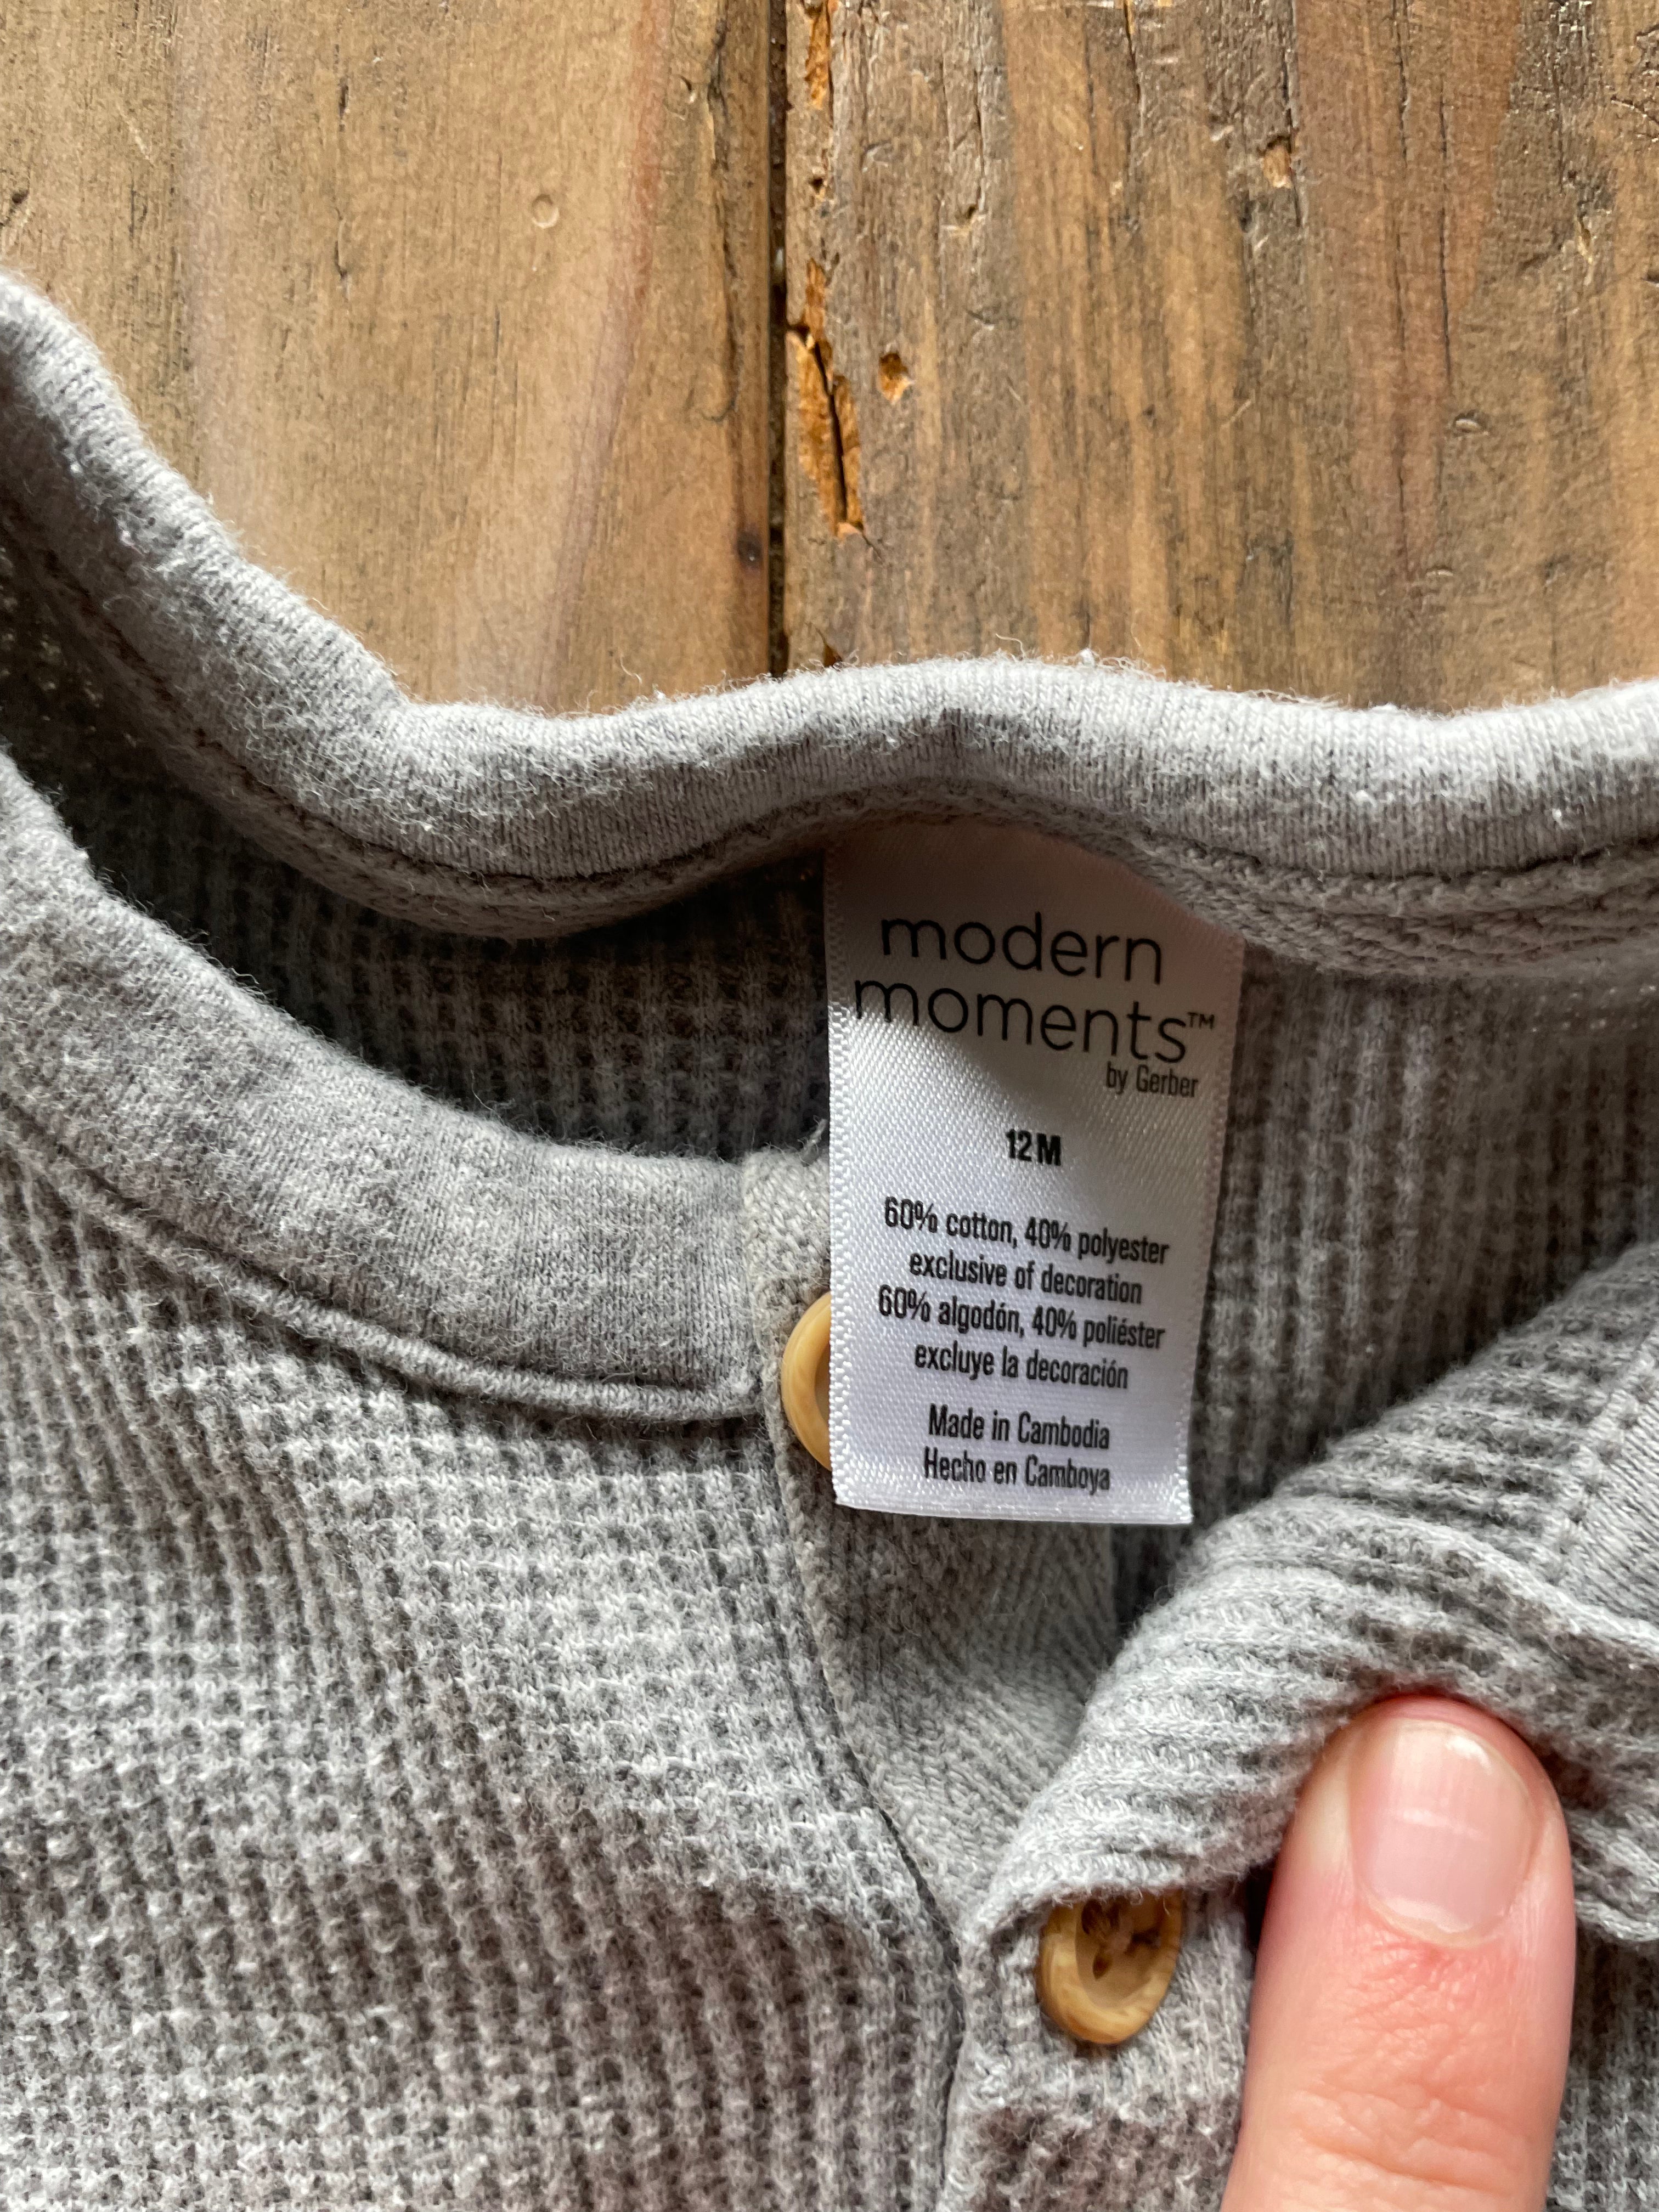 modern
moments™
by Gerber
12M
60% cotton, 40% polyester
exclusive of decoration
60% algodón, 40% poliéster
excluye la decoración
Made in Cambodia
Hecho en Camboya